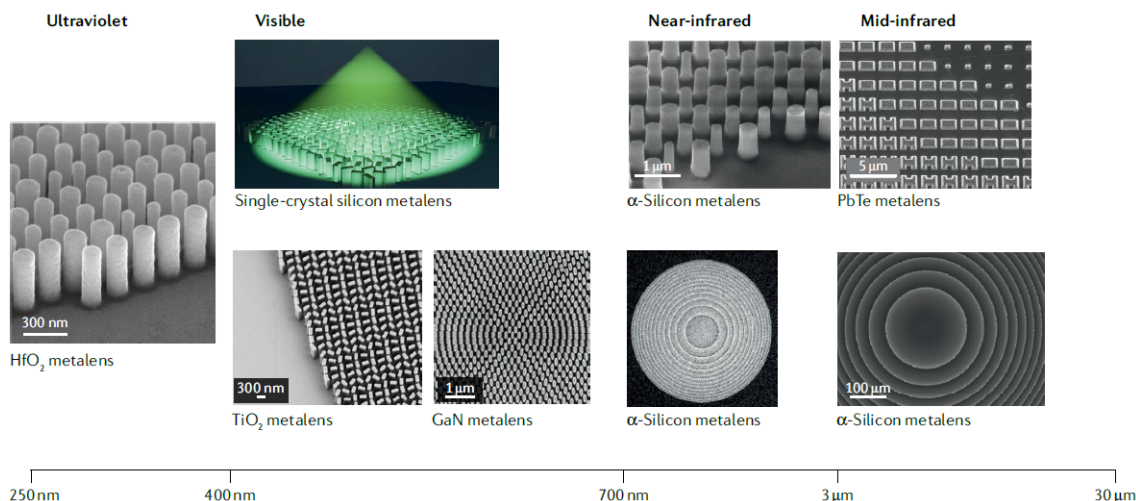 Ultraviolet
Visible
Near-infrared
Mid-infrared
Single-crystal silicon metalens
1 μm
α-Silicon metalens
5 μm
PbTe metalens
300 nm
HfO₂ metalens
300 nm
TiO₂ metalens
1 μm
GaN metalens
α-Silicon metalens
100 μm
α-Silicon metalens
250 nm
400 nm
700 nm
3 μm
30 μm